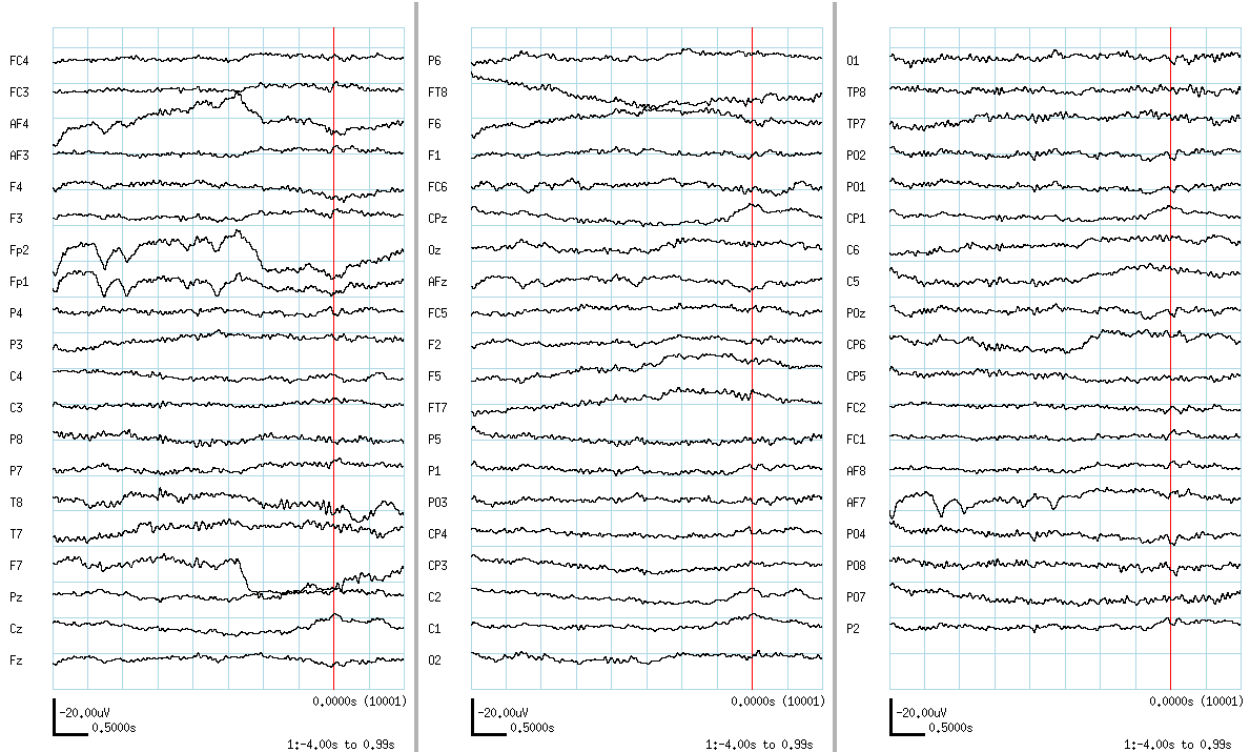 FC4
FC3
AF4
AF3
F4
F3
Fp2
Fp1
P4
P3
C4
C3
P8
P7
T8
T7
F7
Pz
Cz
Fz
-20.00uV
0.5000s
0.0000s (10001)
1:-4.00s to 0.99s
P6
FT8
F6
F1
FC6
CPz
Oz
AFz
FC5
F2
F5
FT7
P5
P1
PO3
CP4
CP3
C2
C1
O2
-20.00uV
0.5000s
0.0000s (10001)
1:-4.00s to 0.99s
O1
TP8
TP7
PO2
PO1
CP1
C6
C5
POz
CP6
CP5
FC2
FC1
AF8
AF7
PO4
PO8
PO7
P2
-20.00uV
0.5000s
0.0000s (10001)
1:-4.00s to 0.99s